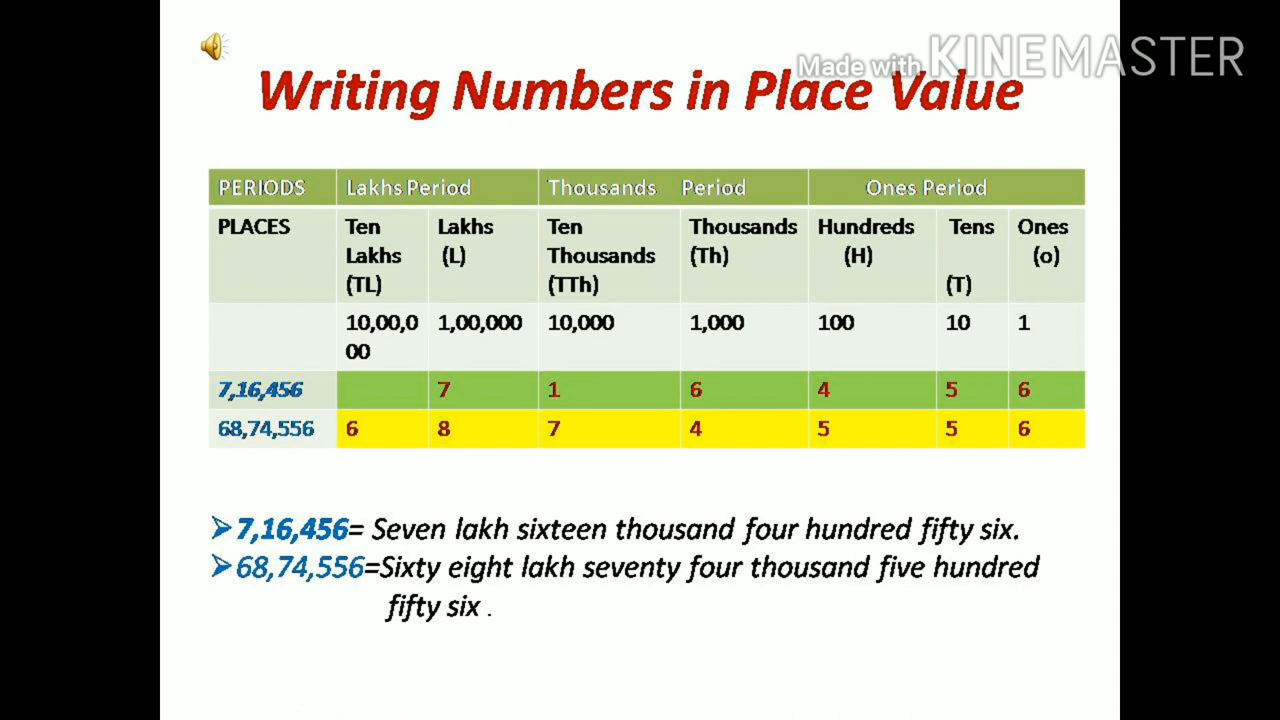 Made with KINEMASTER
Writing Numbers in Place Value
PERIODS Lakhs Period Thousands Period Ones Period
PLACES Ten Lakhs (TL) Lakhs (L) Ten Thousands (TTh) Thousands (Th) Hundreds (H) Tens (T) Ones (o)
10,00,000 1,00,000 10,000 1,000 100 10 1
7,16,456 7 1 6 4 5 6
68,74,556 6 8 7 4 5 5 6
➢7,16,456= Seven lakh sixteen thousand four hundred fifty six.
➢68,74,556=Sixty eight lakh seventy four thousand five hundred
fifty six .